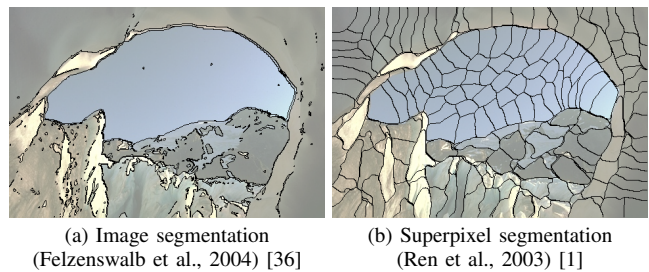 (a) Image segmentation
(Felzenswalb et al., 2004) [36]
(b) Superpixel segmentation
(Ren et al., 2003) [1]